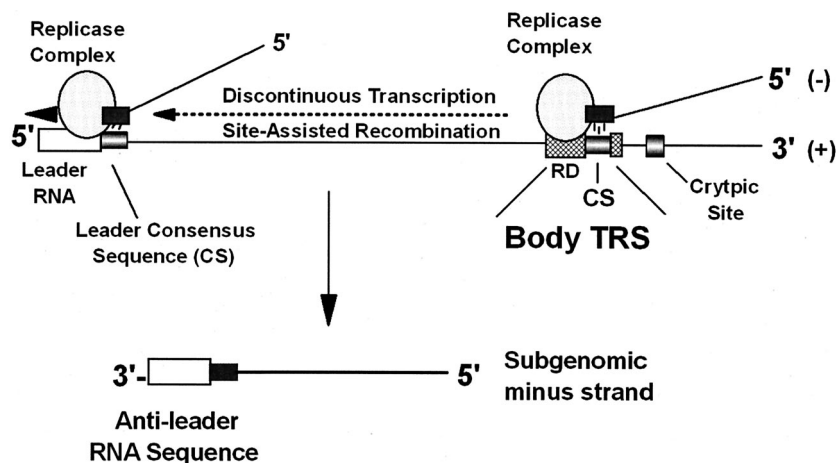 Replicase
Complex
5'
Replicase
Complex
5' (-)
Discontinuous Transcription
5'
Site-Assisted Recombination
3' (+)
Leader
RNA
RD
CS
Crytpic
Site
Leader Consensus
Sequence (CS)
Body TRS
3'-
5'
Subgenomic
minus strand
Anti-leader
RNA Sequence